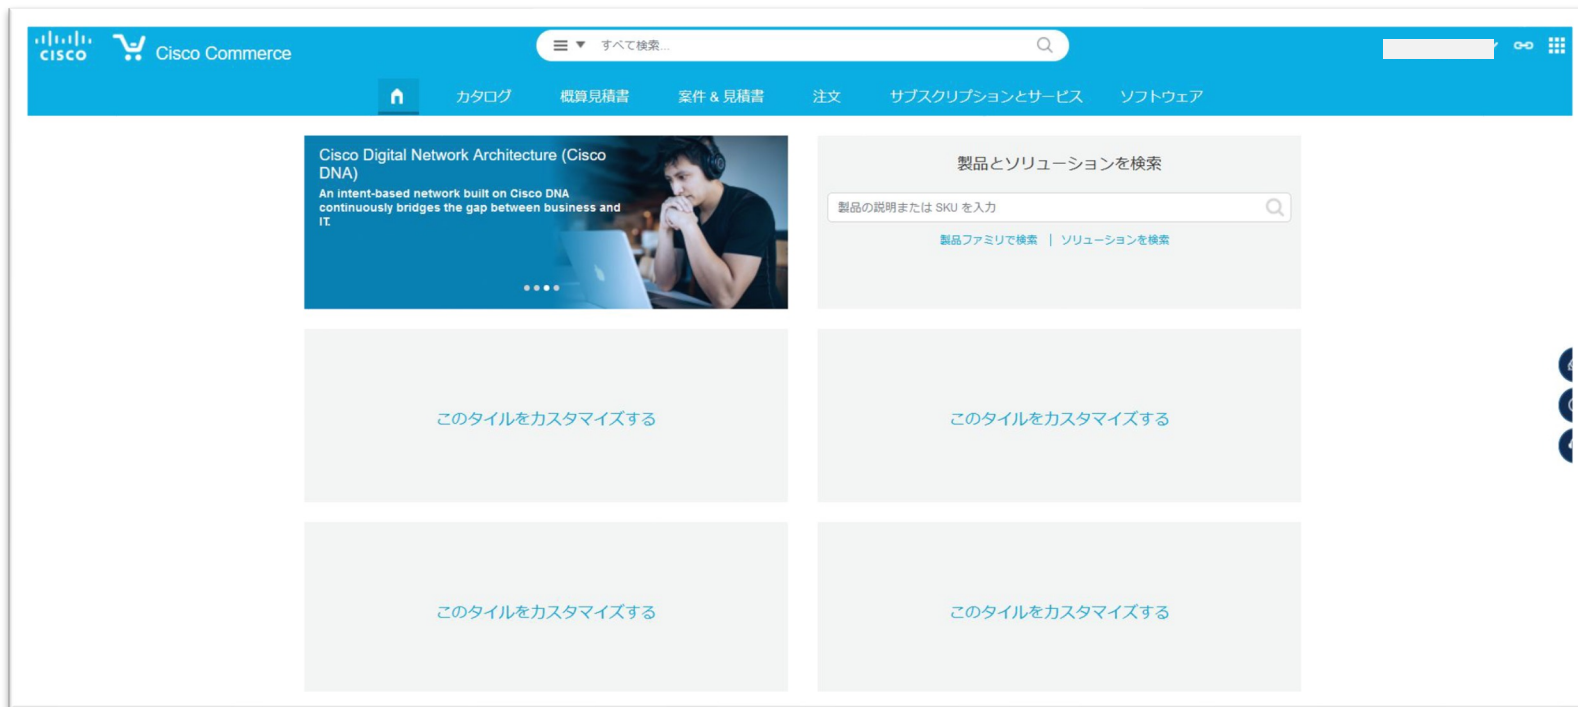 CISCO
Cisco Commerce
すべて検索...
カタログ
概算見積書
案件 & 見積書
注文
サブスクリプションとサービス
ソフトウェア
Cisco Digital Network Architecture (Cisco
DNA)
An intent-based network built on Cisco DNA
continuously bridges the gap between business and
IT.
製品とソリューションを検索
製品の説明または SKU を入力
製品ファミリで検索 | ソリューションを検索
このタイルをカスタマイズする
このタイルをカスタマイズする
このタイルをカスタマイズする
このタイルをカスタマイズする